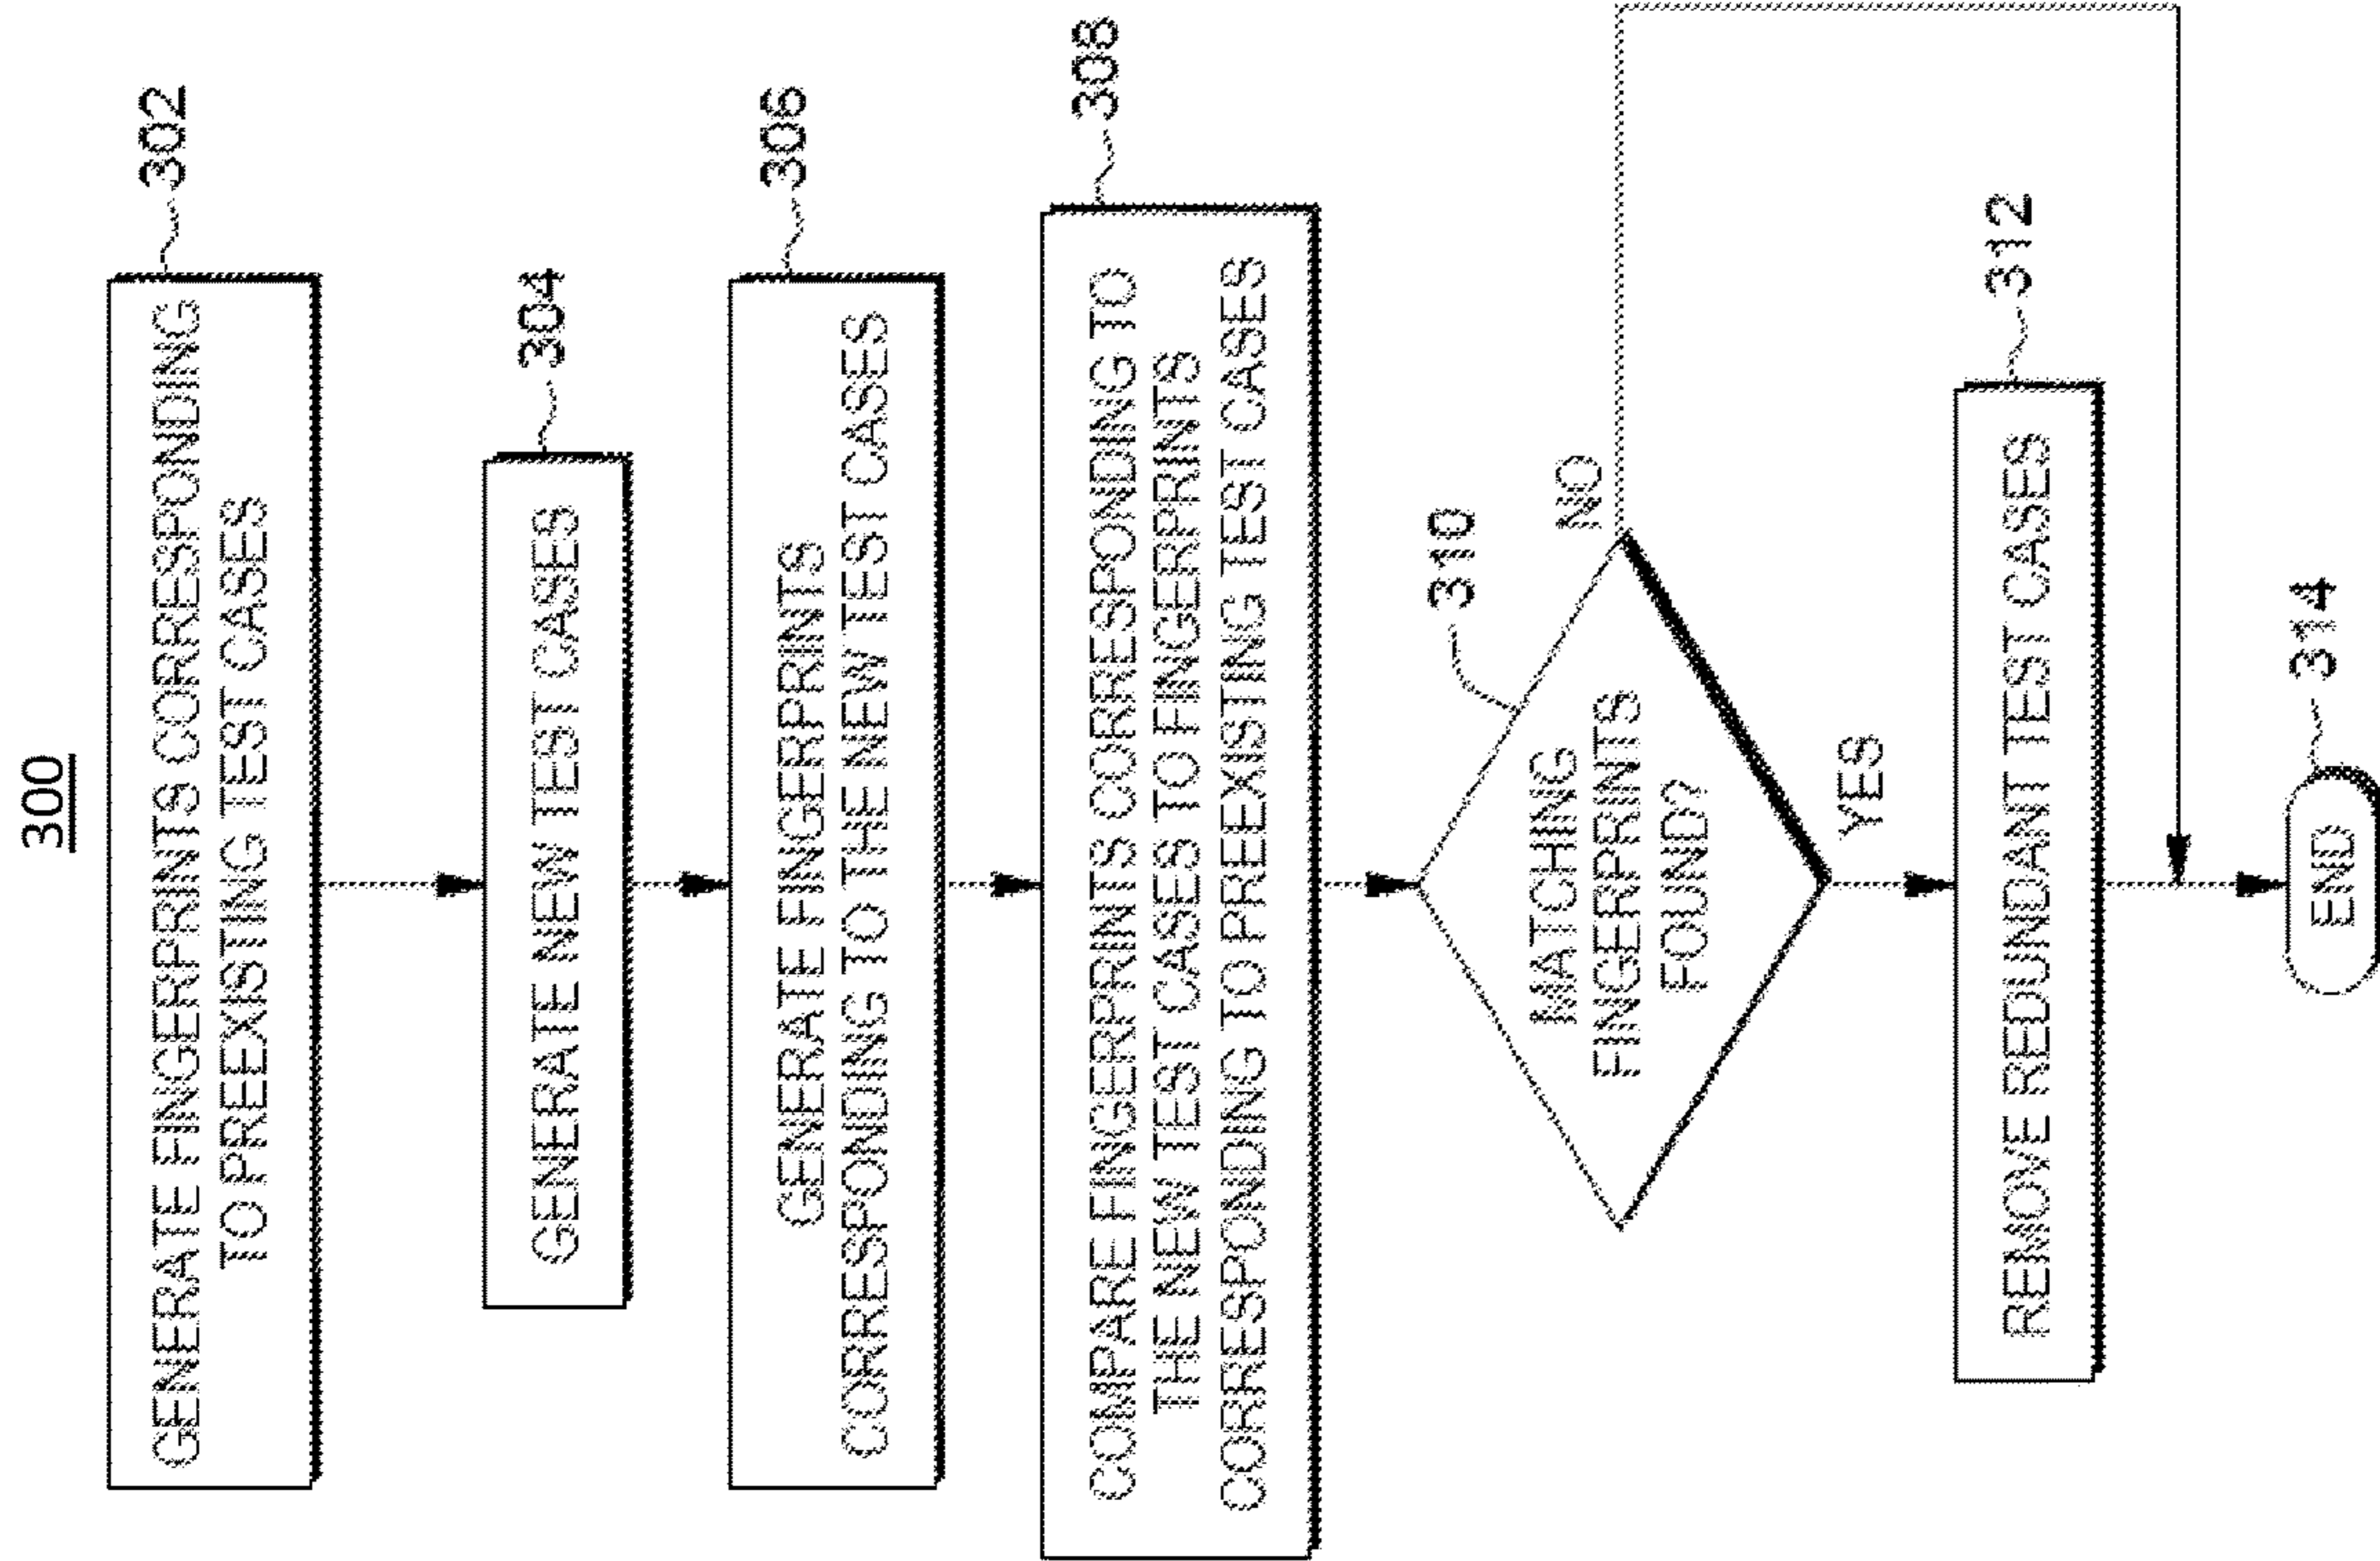 300
302
GENERATE FINGERPRINTS CORRESPONDING
TO PREEXISTING TEST CASES
304
GENERATE NEW TEST CASES
306
GENERATE FINGERPRINTS
CORRESPONDING TO THE NEW TEST CASES
308
COMPARE FINGERPRINTS CORRESPONDING TO
THE NEW TEST CASES TO FINGERPRINTS
CORRESPONDING TO PREEXISTING TEST CASES
310
MATCHING
FINGERPRINTS
FOUND?
NO
YES
312
REMOVE REDUNDANT TEST CASES
314
END